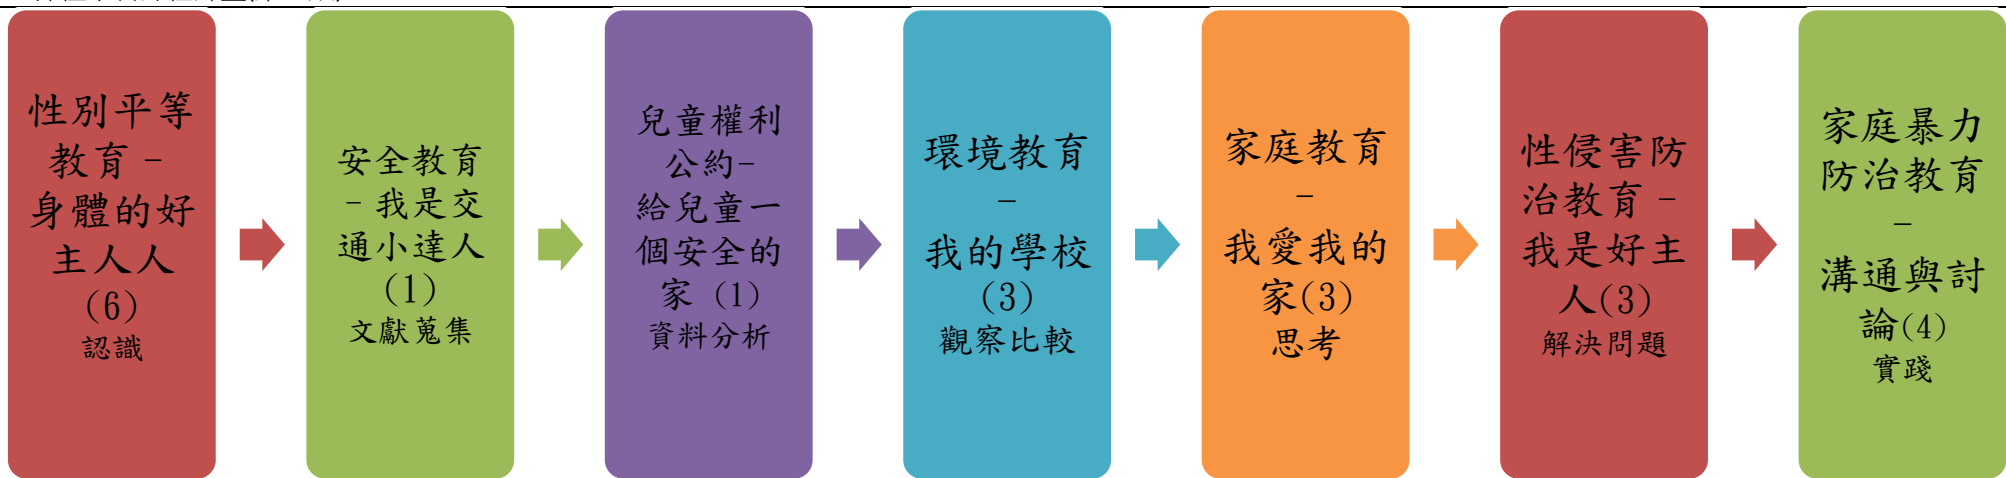 性別平等
教育-
身體的好
主人人
(6)
認識
安全教育
-我是交
通小達人
(1)
文獻蒐集
兒童權利
公約-
給兒童一
個安全的
家 (1)
資料分析
環境教育
-
我的學校
(3)
觀察比較
家庭教育
-
我愛我的
家(3)
思考
性侵害防
治教育-
我是好主
人(3)
解決問題
家庭暴力
防治教育
-
溝通與討
論(4)
實踐